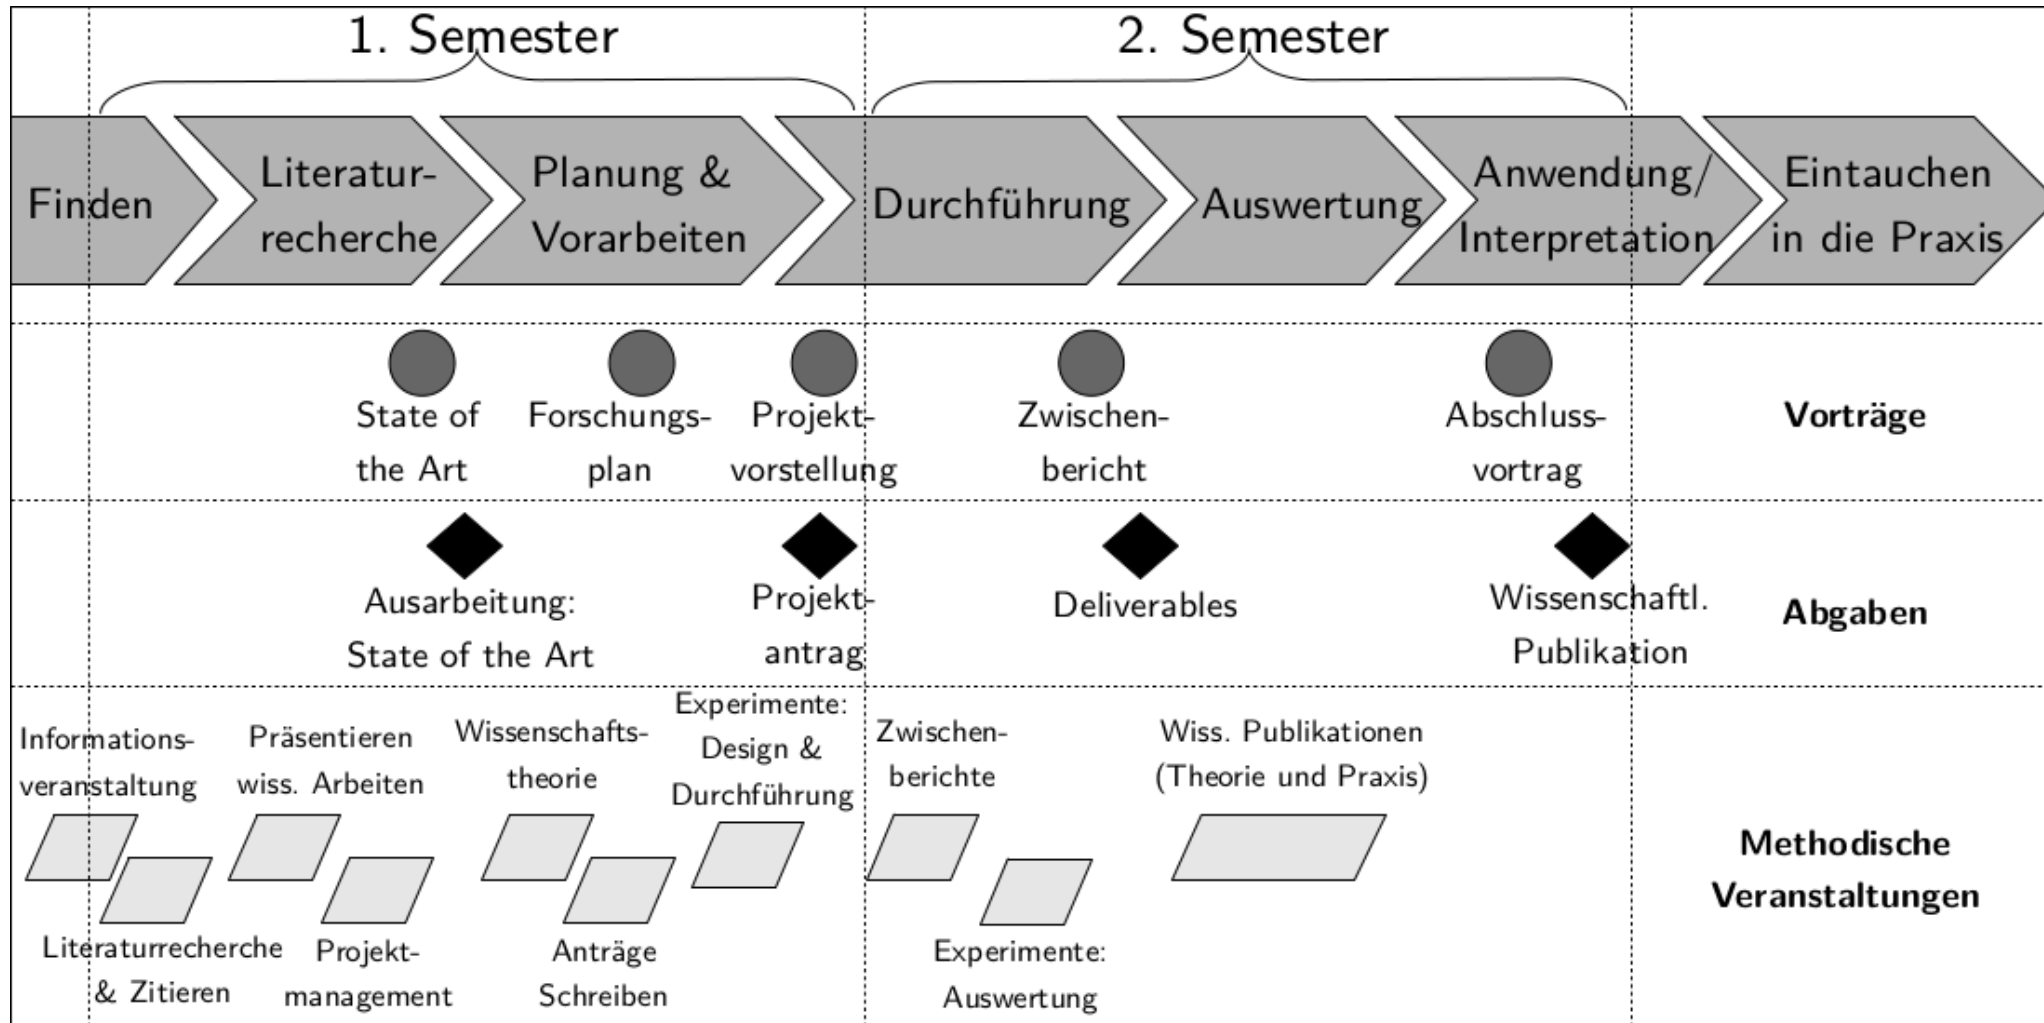 1. Semester
2. Semester
Finden
Literatur-
recherche
Planung &
Vorarbeiten
Durchführung
Auswertung
Anwendung/
Interpretation
Eintauchen
in die Praxis
State of
the Art
Forschungs-
plan
Projekt-
vorstellung
Zwischen-
bericht
Abschluss-
vortrag
Vorträge
Ausarbeitung:
State of the Art
Projekt-
antrag
Deliverables
Wissenschaftl.
Publikation
Abgaben
Informations-
veranstaltung
Präsentieren
wiss. Arbeiten
Wissenschafts-
theorie
Experimente:
Design &
Durchführung
Zwischen-
berichte
Wiss. Publikationen
(Theorie und Praxis)
Literaturrecherche
& Zitieren
Projekt-
management
Anträge
Schreiben
Experimente:
Auswertung
Methodische
Veranstaltungen